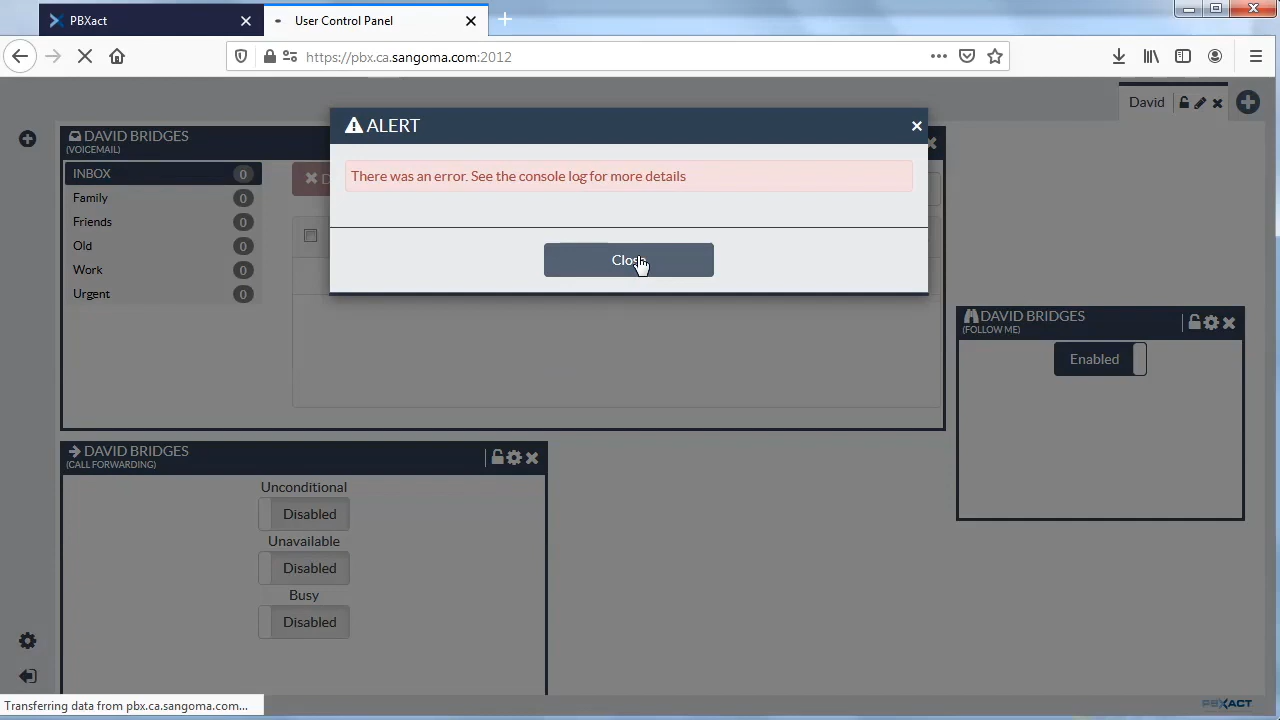 PBXact
User Control Panel
https://pbx.ca.sangoma.com:2012
David
DAVID BRIDGES
(VOICEMAIL)
INBOX 0
Family 0
Friends 0
Old 0
Work 0
Urgent 0
ALERT
There was an error. See the console log for more details
Close
DAVID BRIDGES
(FOLLOW ME)
Enabled
DAVID BRIDGES
(CALL FORWARDING)
Unconditional
Disabled
Unavailable
Disabled
Busy
Disabled
Transferring data from pbx.ca.sangoma.com...
PBXACT